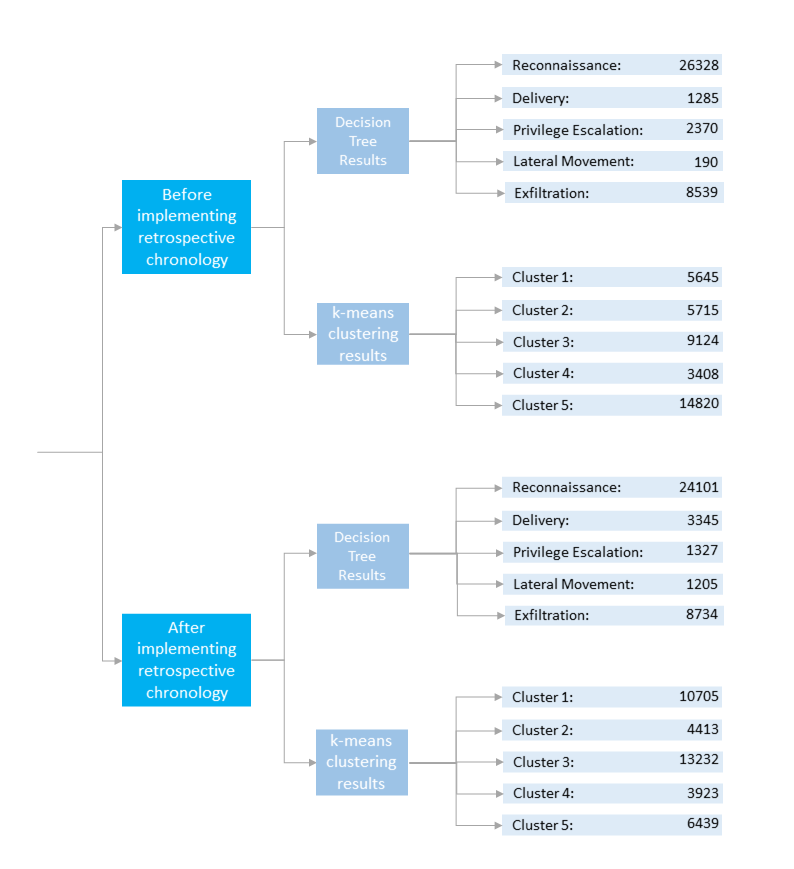 Before
implementing
retrospective
chronology
Decision
Tree
Results
Reconnaissance: 26328
Delivery: 1285
Privilege Escalation: 2370
Lateral Movement: 190
Exfiltration: 8539
k-means
clustering
results
Cluster 1: 5645
Cluster 2: 5715
Cluster 3: 9124
Cluster 4: 3408
Cluster 5: 14820
After
implementing
retrospective
chronology
Decision
Tree
Results
Reconnaissance: 24101
Delivery: 3345
Privilege Escalation: 1327
Lateral Movement: 1205
Exfiltration: 8734
k-means
clustering
results
Cluster 1: 10705
Cluster 2: 4413
Cluster 3: 13232
Cluster 4: 3923
Cluster 5: 6439